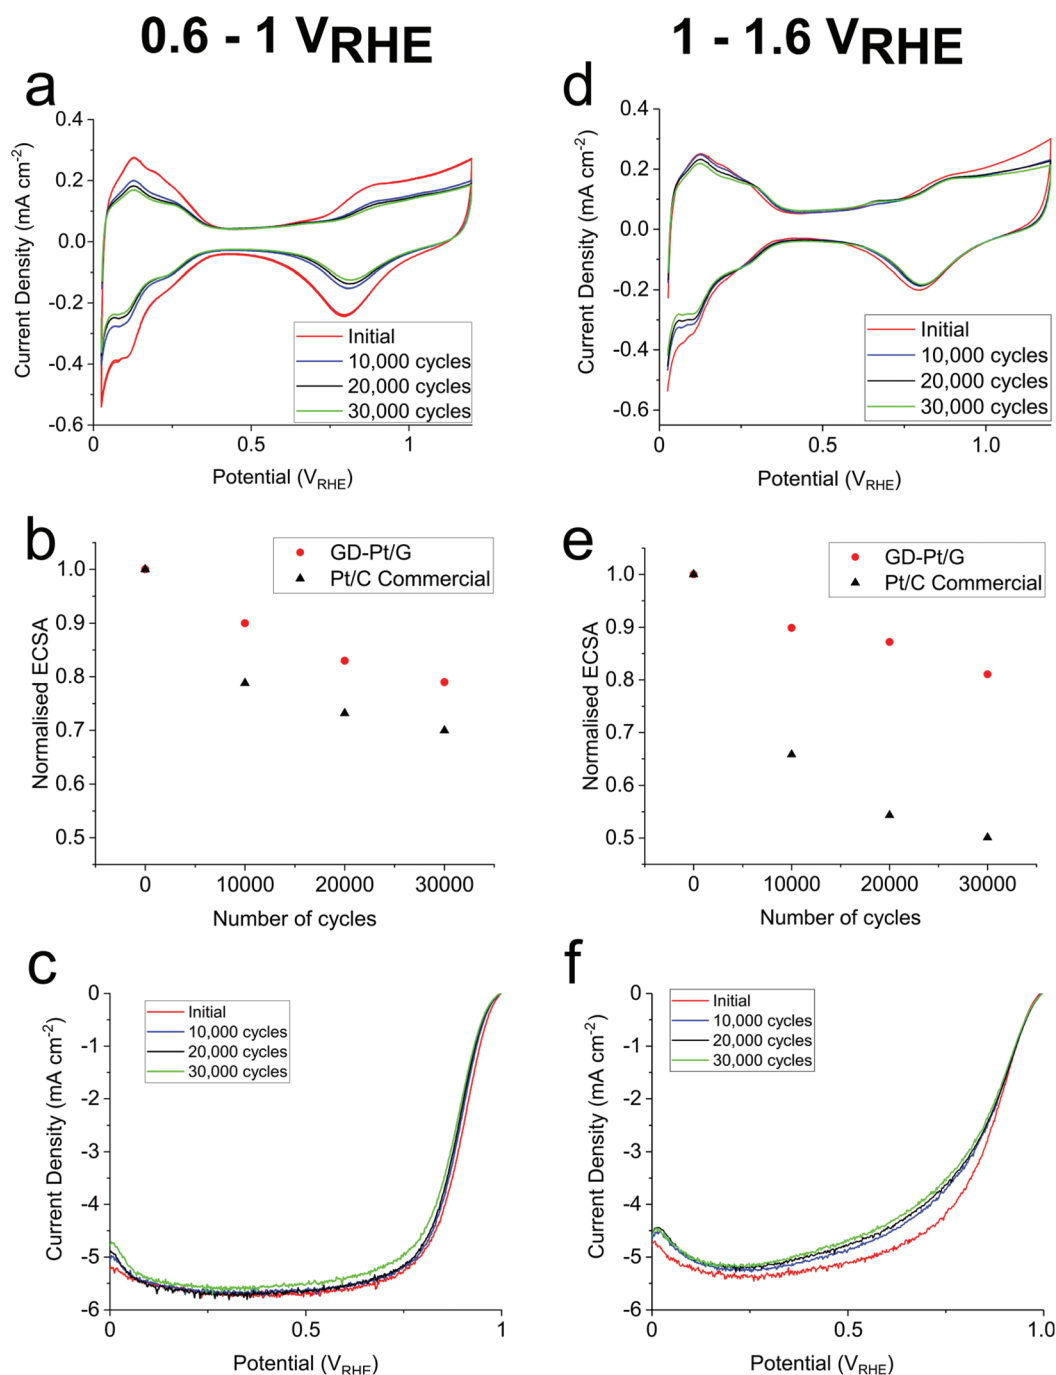 0.6 - 1 VRHE
1 - 1.6 VRHE
a
0.4
0.2
0.0
-0.2
-0.4
-0.6
Current Density (mA cm-2)
Initial
10,000 cycles
20,000 cycles
30,000 cycles
0
0.5
1
Potential (VRHE)
d
0.4
0.2
0.0
-0.2
-0.4
-0.6
Current Density (mA cm-2)
Initial
10,000 cycles
20,000 cycles
30,000 cycles
0
0.5
1.0
Potential (VRHE)
b
1.0
0.9
0.8
0.7
0.6
0.5
Normalised ECSA
GD-Pt/G
Pt/C Commercial
0
10000
20000
30000
Number of cycles
e
1.0
0.9
0.8
0.7
0.6
0.5
Normalised ECSA
GD-Pt/G
Pt/C Commercial
0
10000
20000
30000
Number of cycles
c
0
-1
-2
-3
-4
-5
-6
Current Density (mA cm-2)
Initial
10,000 cycles
20,000 cycles
30,000 cycles
0
0.5
1
Potential (VRHE)
f
0
-1
-2
-3
-4
-5
-6
Current Density (mA cm-2)
Initial
10,000 cycles
20,000 cycles
30,000 cycles
0
0.5
1.0
Potential (VRHE)